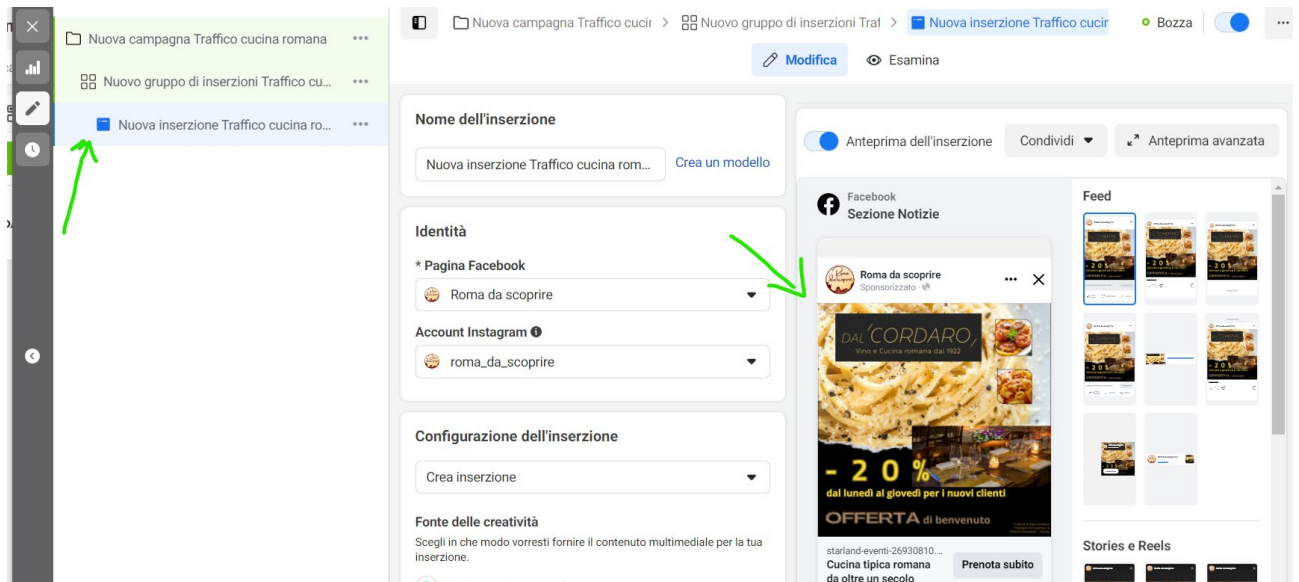 Nuova campagna Traffico cucina romana
Nuovo gruppo di inserzioni Traffico cu...
Nuova inserzione Traffico cucina ro...
Nuova campagna Traffico cucir > Nuovo gruppo di inserzioni Traf > Nuova inserzione Traffico cucir
Bozza
Modifica
Esamina
Nome dell'inserzione
Nuova inserzione Traffico cucina rom...
Crea un modello
Identità
* Pagina Facebook
Roma da scoprire
Account Instagram
roma_da_scoprire
Configurazione dell'inserzione
Crea inserzione
Fonte delle creatività
Scegli in che modo vorresti fornire il contenuto multimediale per la tua
inserzione.
Anteprima dell'inserzione
Condividi
Anteprima avanzata
Facebook
Sezione Notizie
Roma da scoprire
Sponsorizzato
DAL 'CORDARO,
Vino e Cucina romana dal 1922
- 20%
dal lunedì al giovedì per i nuovi clienti
OFFERTA di benvenuto
starland-eventi-26930810....
Cucina tipica romana
da oltre un secolo
Prenota subito
Feed
Stories e Reels